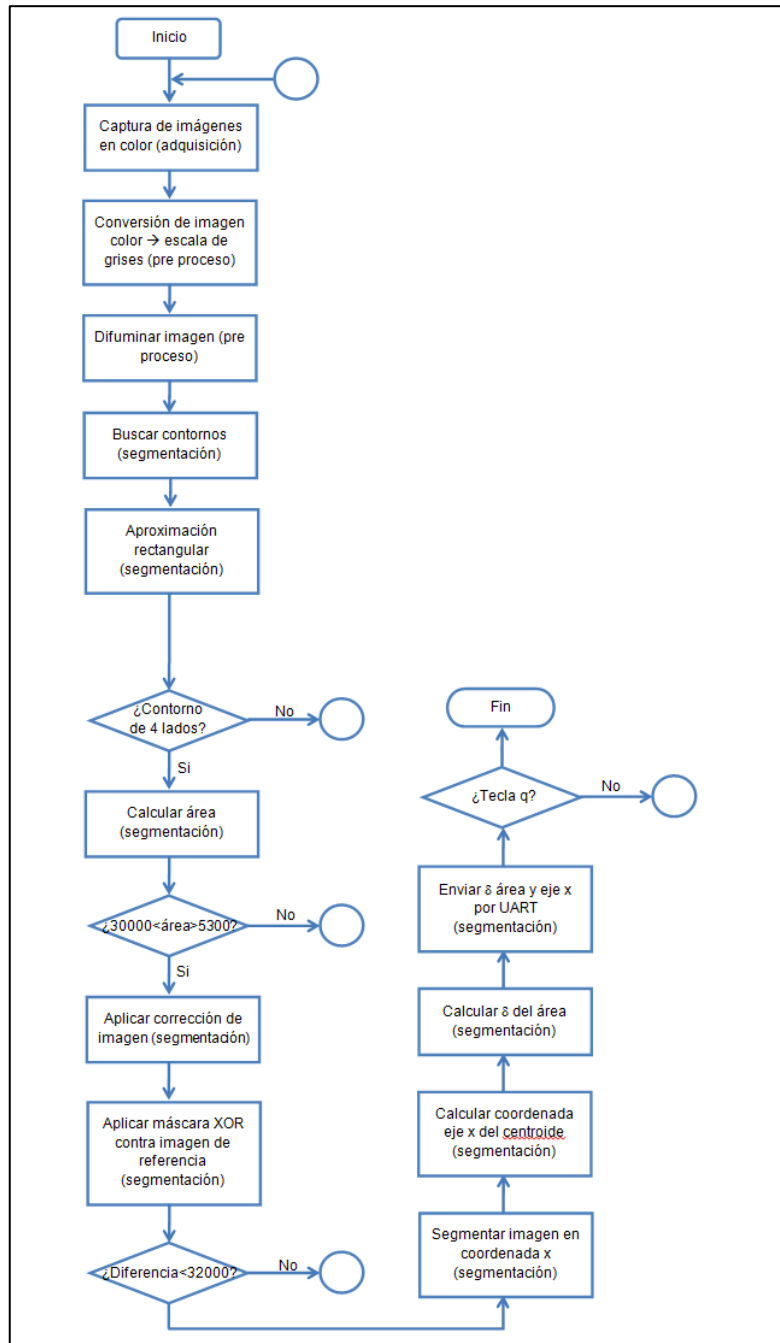 Inicio
Captura de imágenes
en color (adquisición)
Conversión de imagen
color → escala de
grises (pre proceso)
Difuminar imagen (pre
proceso)
Buscar contornos
(segmentación)
Aproximación
rectangular
(segmentación)
¿Contorno
de 4 lados?
No
Si
Calcular área
(segmentación)
¿30000<área>5300?
No
Si
Aplicar corrección de
imagen (segmentación)
Aplicar máscara XOR
contra imagen de
referencia
(segmentación)
¿Diferencia<32000?
No
Segmentar imagen en
coordenada x
(segmentación)
Calcular coordenada
eje x del centroide
(segmentación)
Calcular δ del área
(segmentación)
Enviar δ área y eje x
por UART
(segmentación)
¿Tecla q?
No
Fin